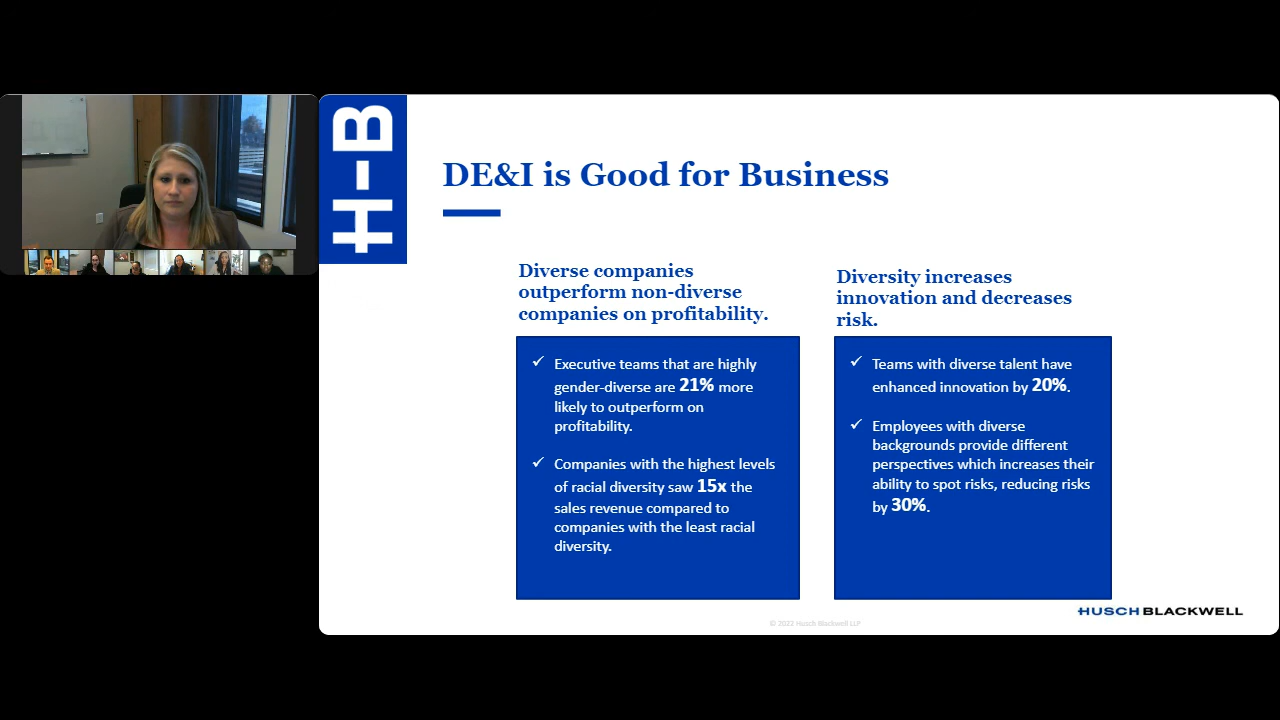 H-B
DE&I is Good for Business
Diverse companies
outperform non-diverse
companies on profitability.
✓ Executive teams that are highly
gender-diverse are 21% more
likely to outperform on
profitability.
✓ Companies with the highest levels
of racial diversity saw 15x the
sales revenue compared to
companies with the least racial
diversity.
Diversity increases
innovation and decreases
risk.
✓ Teams with diverse talent have
enhanced innovation by 20%.
✓ Employees with diverse
backgrounds provide different
perspectives which increases their
ability to spot risks, reducing risks
by 30%.
HUSCH BLACKWELL
© 2022 Husch Blackwell LLP